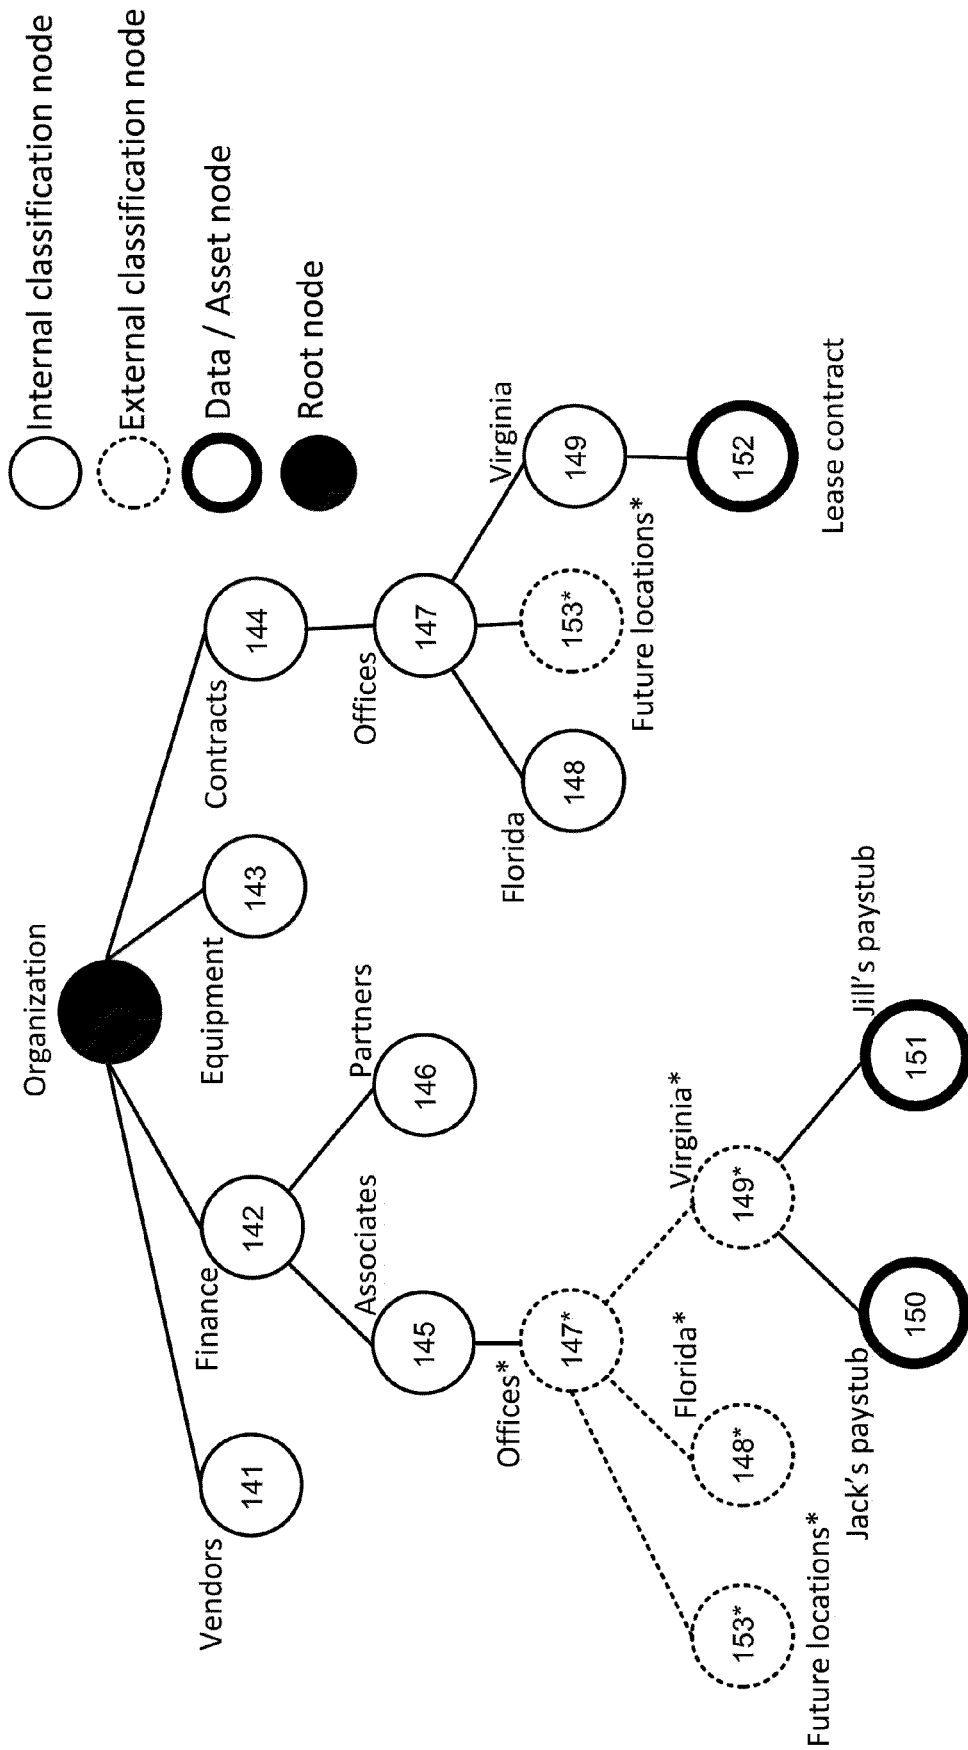 Internal classification node
External classification node
Data / Asset node
Root node
Organization
Vendors
141
Finance
142
Equipment
143
Contracts
144
Associates
145
Partners
146
Offices
147
Offices*
147*
Florida
148
Future locations*
153*
Virginia
149
Future locations*
153*
Florida*
148*
Virginia*
149*
152
Lease contract
Jack's paystub
150
Jill's paystub
151